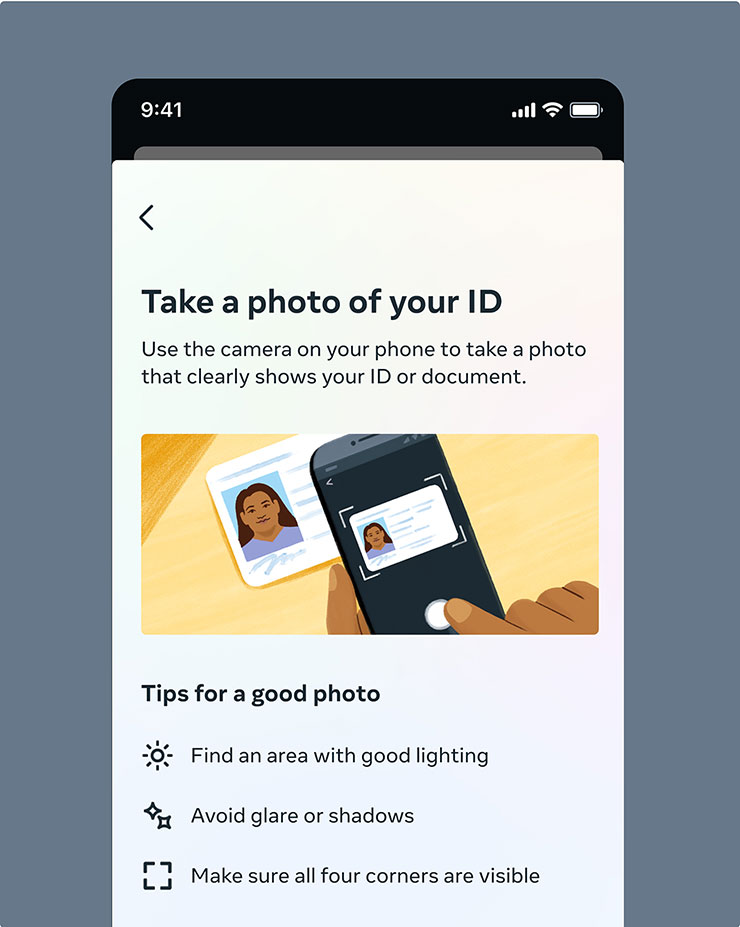 9:41
Take a photo of your ID
Use the camera on your phone to take a photo
that clearly shows your ID or document.
Tips for a good photo
Find an area with good lighting
Avoid glare or shadows
Make sure all four corners are visible